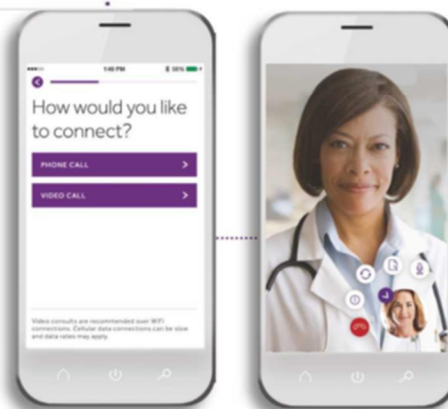 1:40 PM
56%
How would you like
to connect?
PHONE CALL
VIDEO CALL
Video consults are recommended over WiFi
connections. Cellular data connections can be slow
and data rates may apply.